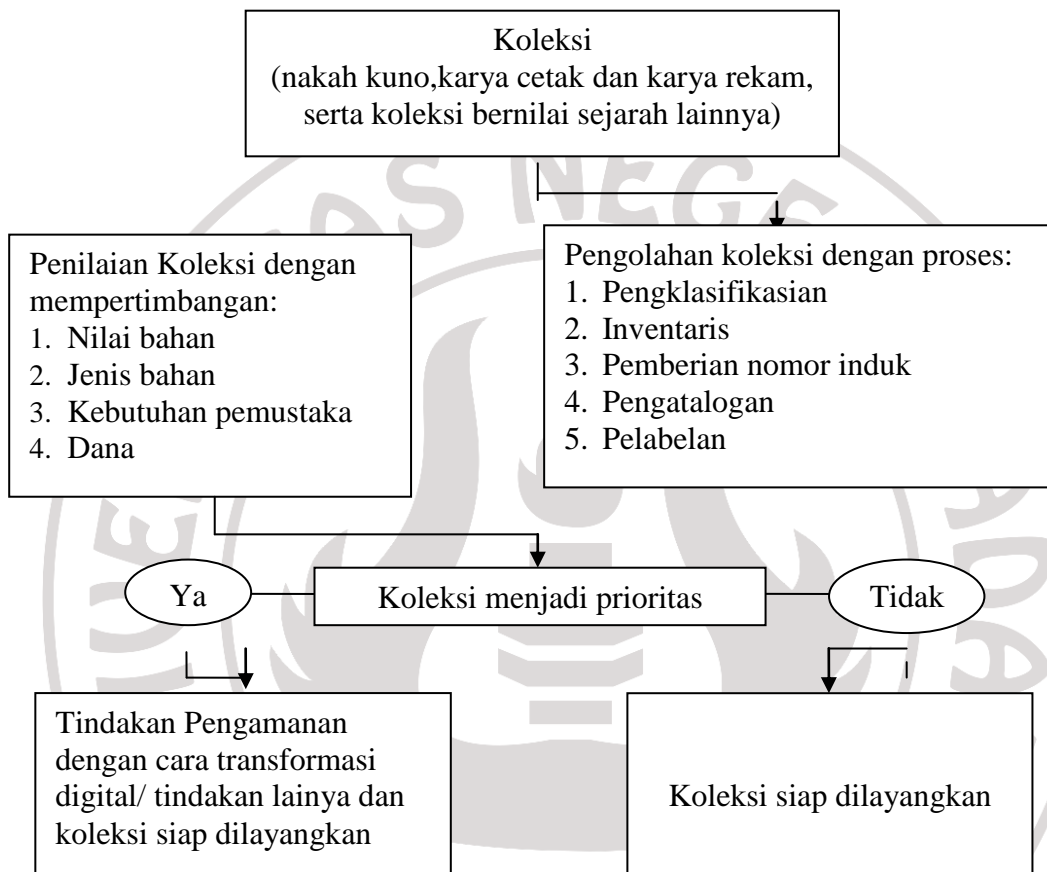 Koleksi
(nakah kuno,karya cetak dan karya rekam,
serta koleksi bernilai sejarah lainnya)
Penilaian Koleksi dengan
mempertimbangan:
1. Nilai bahan
2. Jenis bahan
3. Kebutuhan pemustaka
4. Dana
Pengolahan koleksi dengan proses:
1. Pengklasifikasian
2. Inventaris
3. Pemberian nomor induk
4. Pengatalogan
5. Pelabelan
Ya
Koleksi menjadi prioritas
Tidak
Tindakan Pengamanan
dengan cara transformasi
digital/ tindakan lainya dan
koleksi siap dilayangkan
Koleksi siap dilayangkan